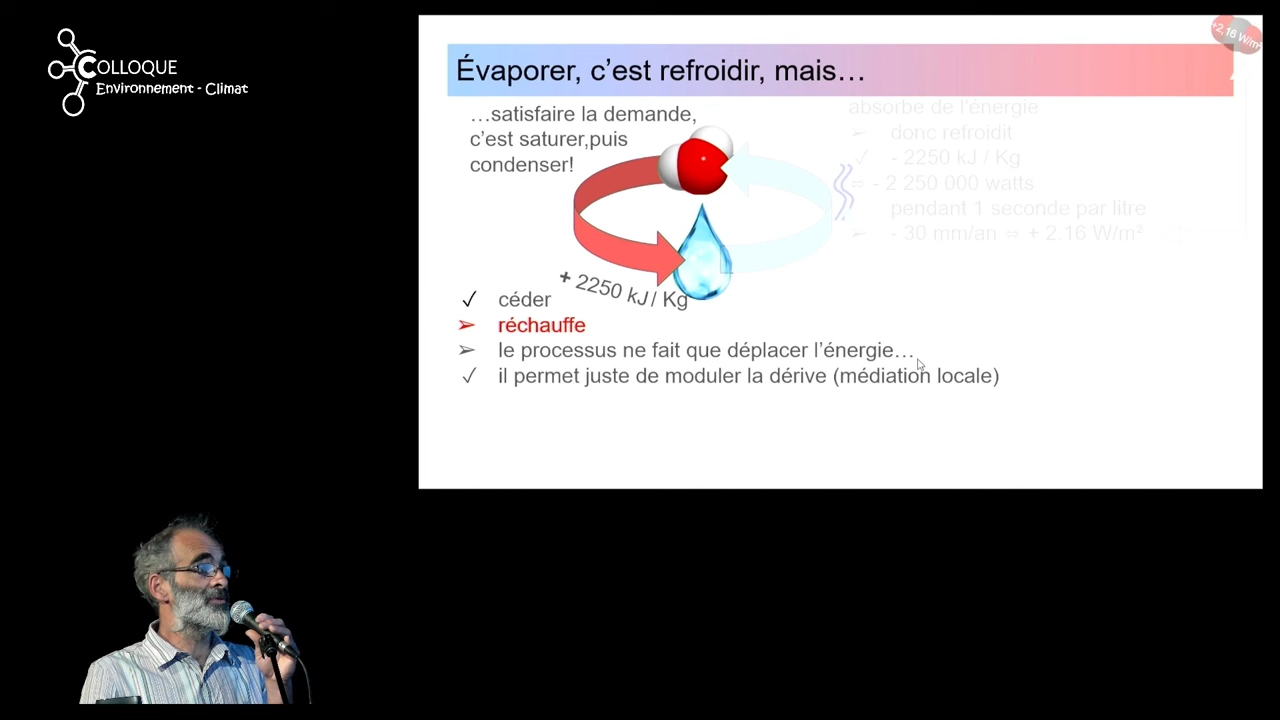 COLLOQUE
Environnement - Climat
+2,16 W/m²
Évaporer, c’est refroidir, mais…
…satisfaire la demande,
c’est saturer,puis
condenser!
absorbe de l'énergie
➢ donc refroidit
✓ - 2250 kJ / Kg
⇔ - 2 250 000 watts
pendant 1 seconde par litre
➢ - 30 mm/an ⇔ + 2.16 W/m²
+ 2250 kJ / Kg
✓ céder
➢ réchauffe
➢ le processus ne fait que déplacer l’énergie…
✓ il permet juste de moduler la dérive (médiation locale)